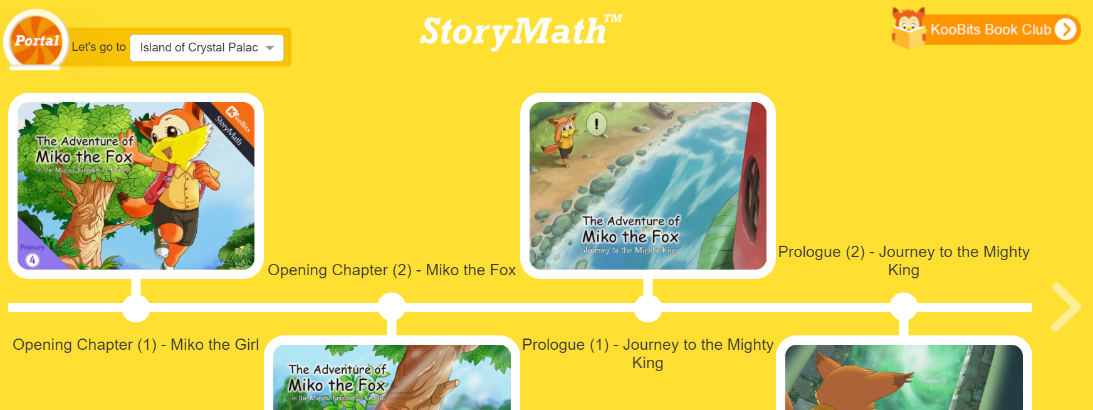 Portal
Let's go to
Island of Crystal Palac
StoryMath™
KooBits Book Club
The Adventure of
Miko the Fox
KooBits
StoryMath
Primary
4
!
The Adventure of
Miko the Fox
Journey to the Mighty King
Opening Chapter (2) - Miko the Fox
Prologue (2) - Journey to the Mighty
King
Opening Chapter (1) - Miko the Girl
Prologue (1) - Journey to the Mighty
King
The Adventure of
Miko the Fox